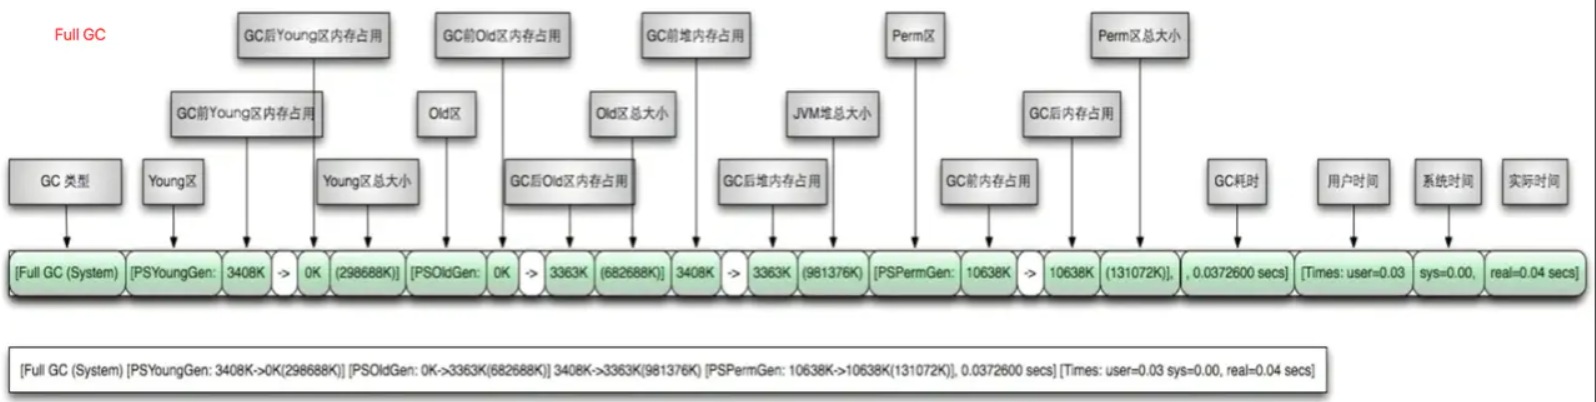 Full GC
GC后Young区内存占用
GC前Old区内存占用
GC前堆内存占用
Perm区
Perm区总大小
GC前Young区内存占用
Old区
Old区总大小
JVM堆总大小
GC后内存占用
GC 类型
Young区
Young区总大小
GC后Old区内存占用
GC后堆内存占用
GC前内存占用
GC耗时
用户时间
系统时间
实际时间
[Full GC (System) [PSYoungGen: 3408K -> 0K (298688K)] [PSOldGen: 0K -> 3363K (682688K)] 3408K -> 3363K (981376K) [PSPermGen: 10638K -> 10638K (131072K)], , 0.0372600 secs] [Times: user=0.03 sys=0.00, real=0.04 secs]
[Full GC (System) [PSYoungGen: 3408K->0K(298688K)] [PSOldGen: 0K->3363K(682688K)] 3408K->3363K(981376K) [PSPermGen: 10638K->10638K(131072K)], 0.0372600 secs] [Times: user=0.03 sys=0.00, real=0.04 secs]